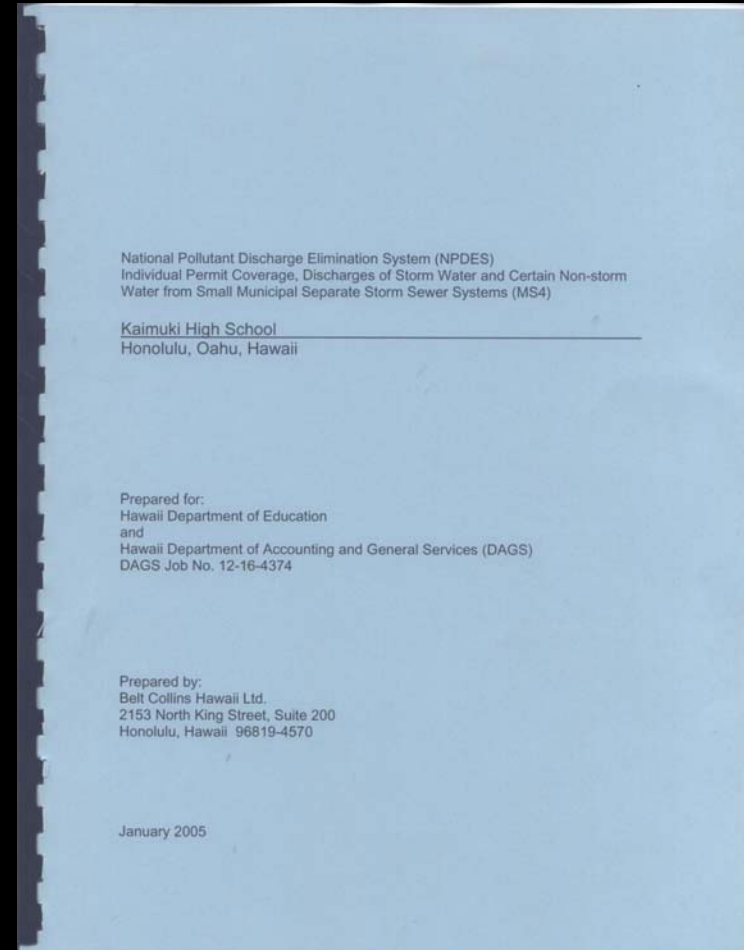 National Pollutant Discharge Elimination System (NPDES)
Individual Permit Coverage, Discharges of Storm Water and Certain Non-storm
Water from Small Municipal Separate Storm Sewer Systems (MS4)
Kaimuki High School
Honolulu, Oahu, Hawaii
Prepared for:
Hawaii Department of Education
and
Hawaii Department of Accounting and General Services (DAGS)
DAGS Job No. 12-16-4374
Prepared by:
Belt Collins Hawaii Ltd.
2153 North King Street, Suite 200
Honolulu, Hawaii  96819-4570
January 2005